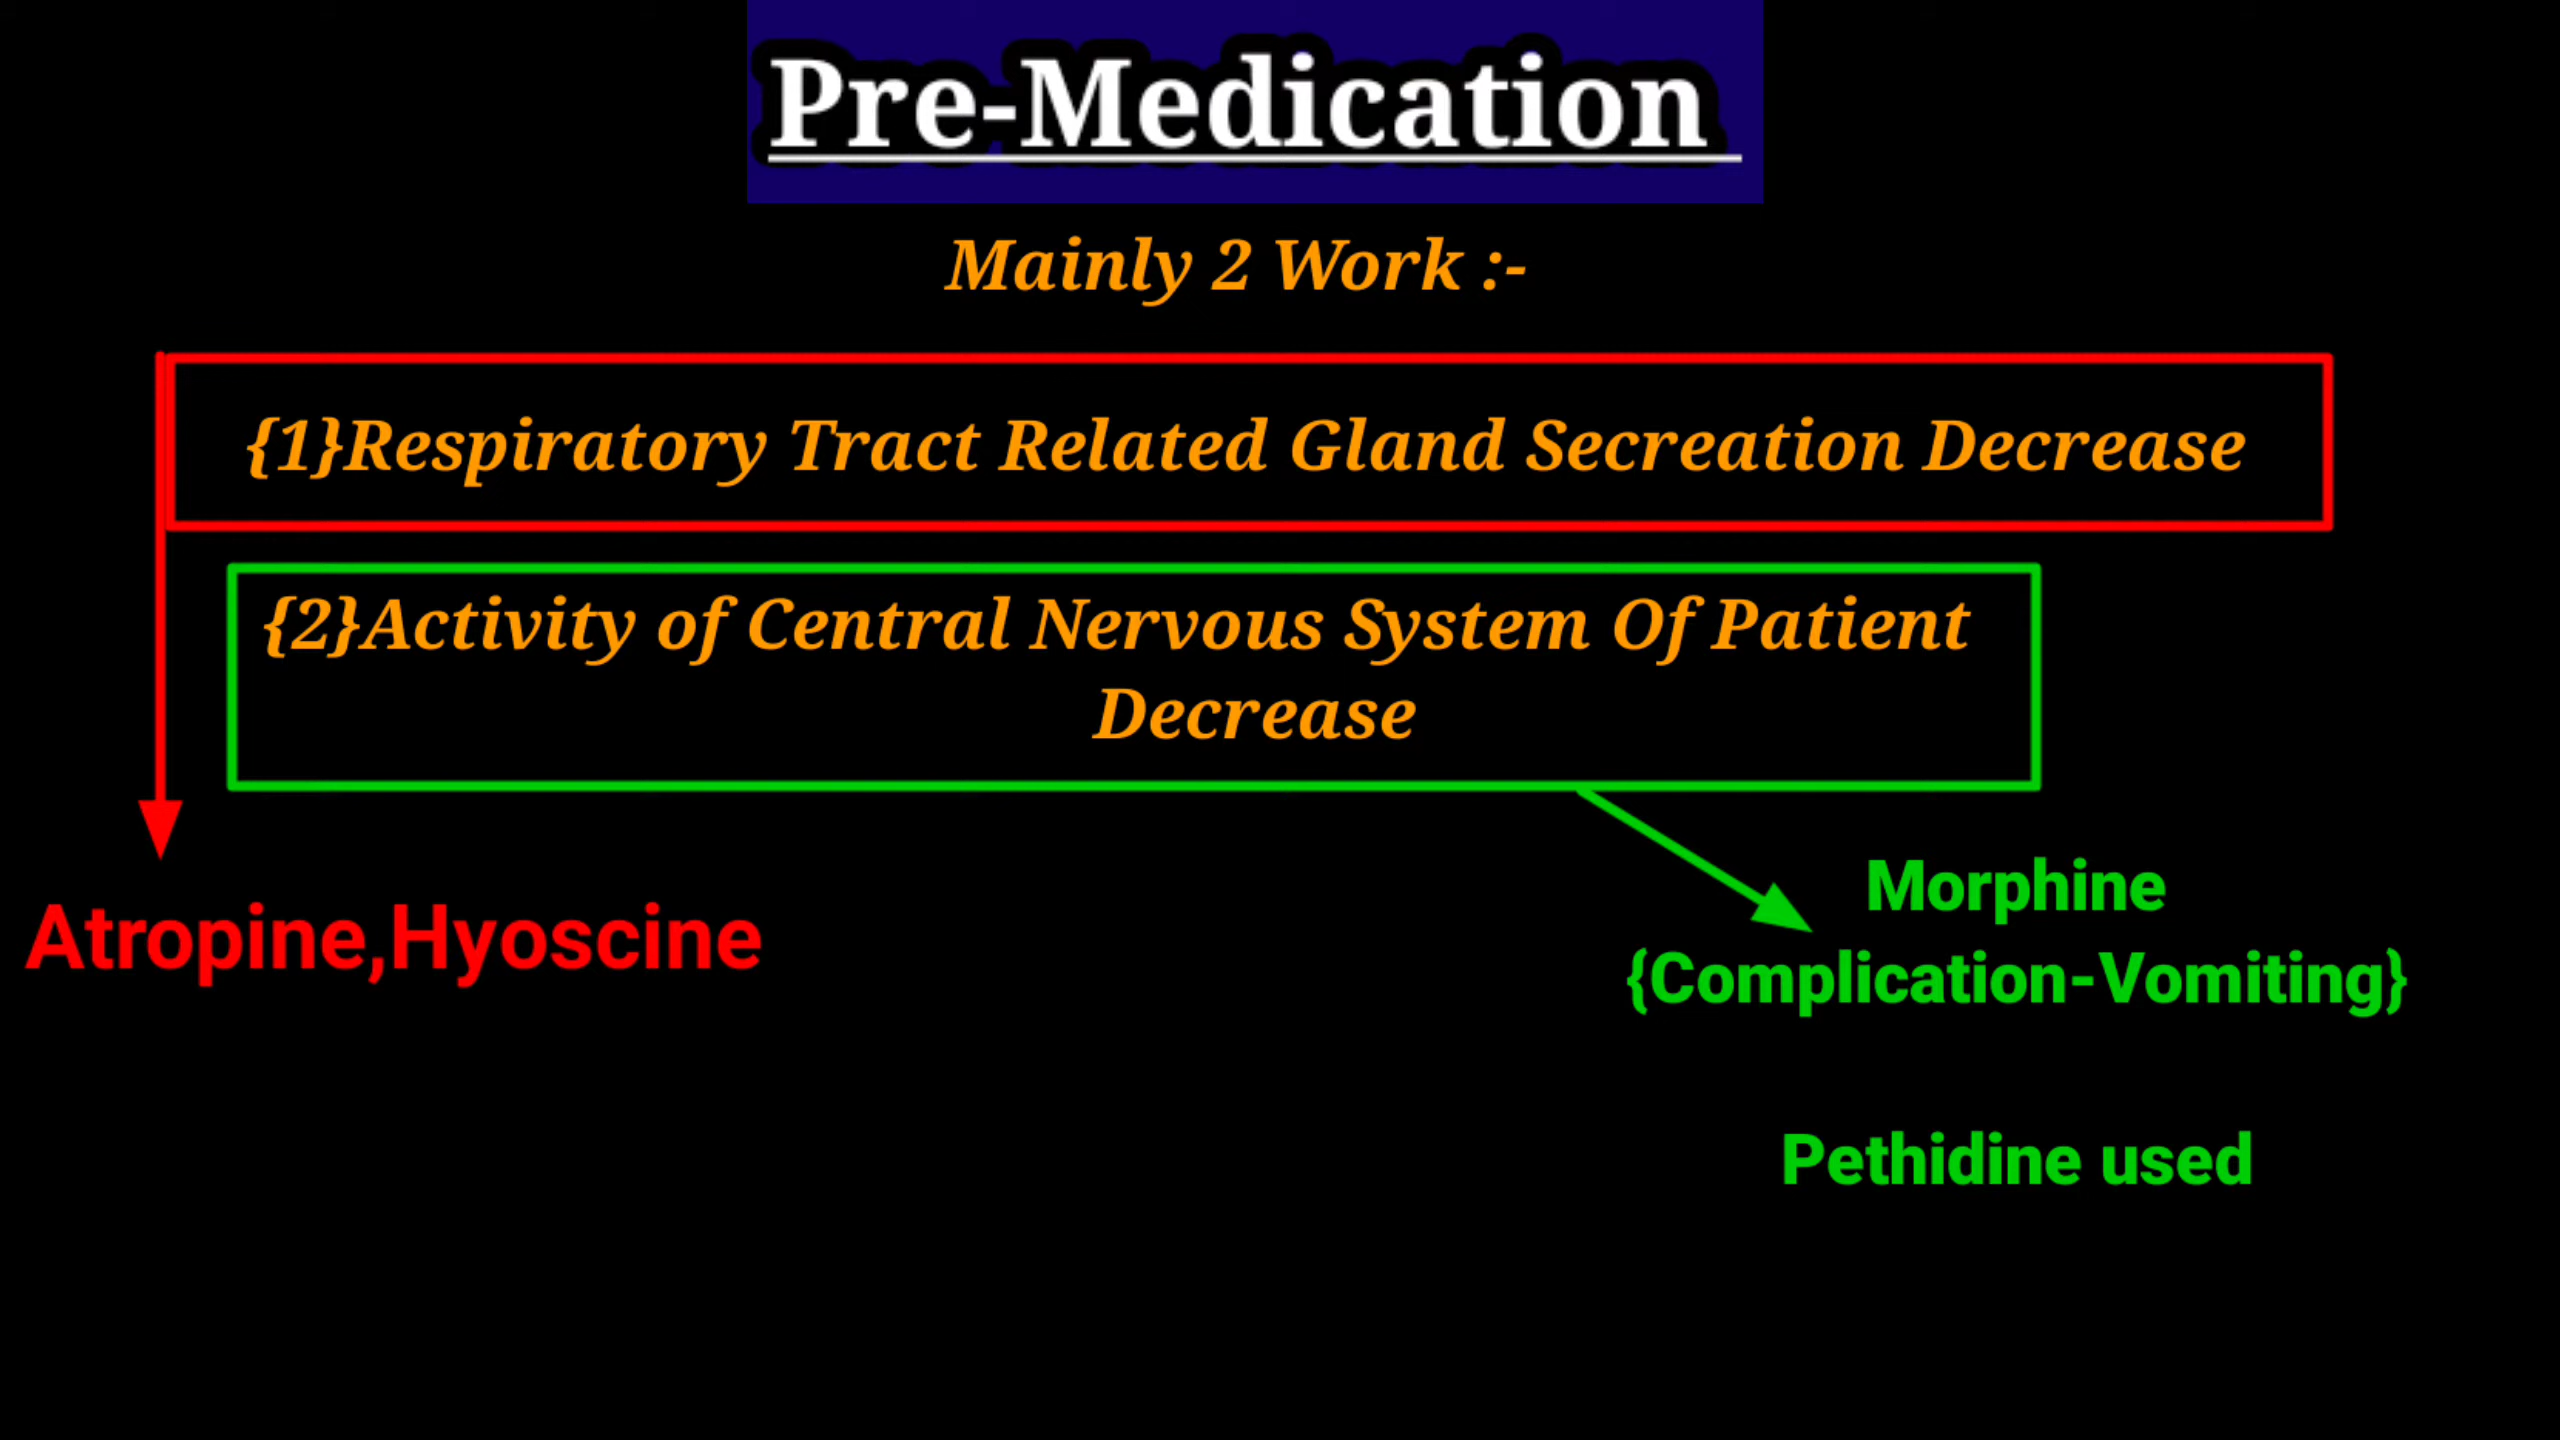 Pre-Medication
Mainly 2 Work :-
{1}Respiratory Tract Related Gland Secreation Decrease
{2}Activity of Central Nervous System Of Patient
Decrease
Atropine,Hyoscine
Morphine
{Complication-Vomiting}
Pethidine used